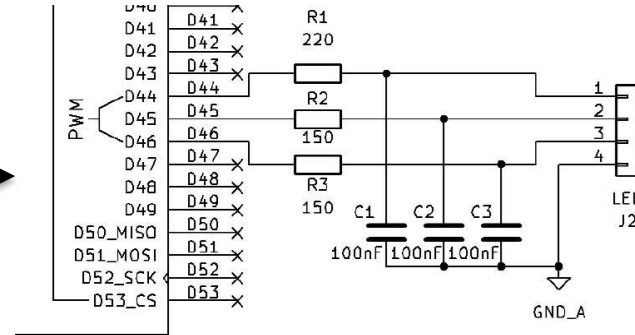 D40
D41 D41
D42 D42
D43 D43
D44 D44
D45 D45
D46 D46
D47 D47
D48 D48
D49 D49
D50_MISO D50
D51_MOSI D51
D52_SCK D52
D53_CS D53
PWM
R1
220
R2
150
R3
150
C1 C2 C3
100nF 100nF 100nF
1
2
3
4
J2
GND_A